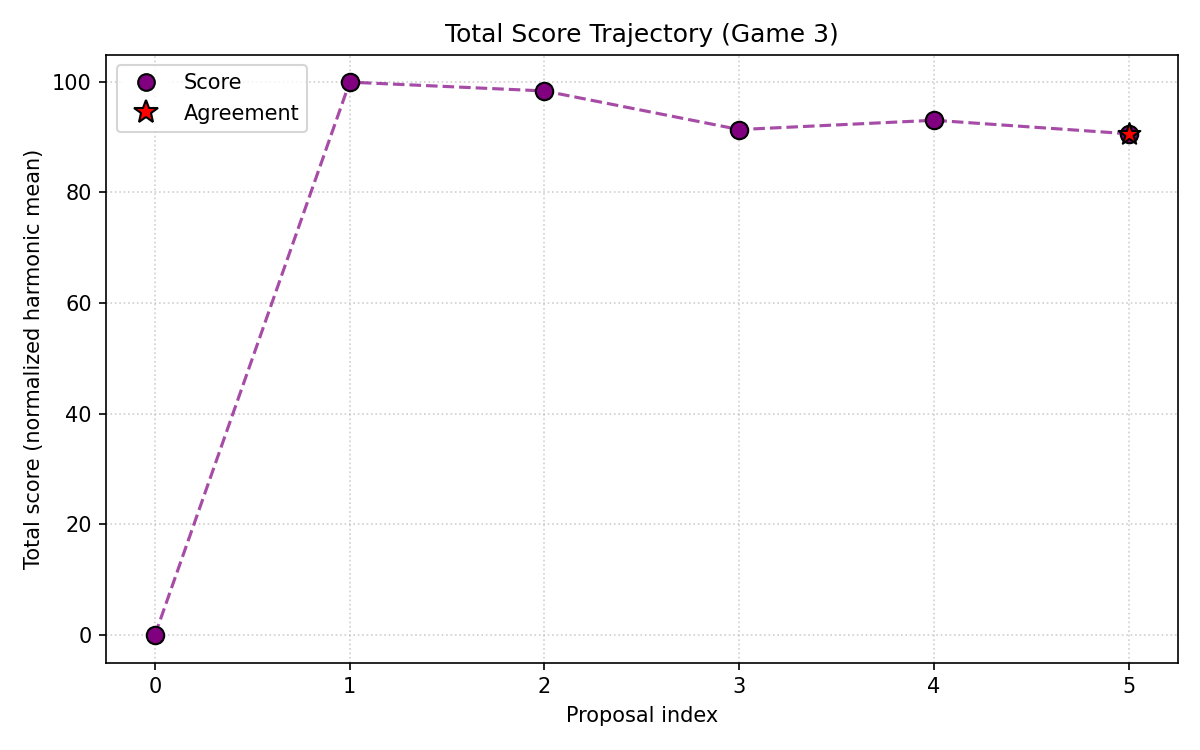 Total Score Trajectory (Game 3)
Score
Agreement
Total score (normalized harmonic mean)
100
80
60
40
20
0
0 1 2 3 4 5
Proposal index